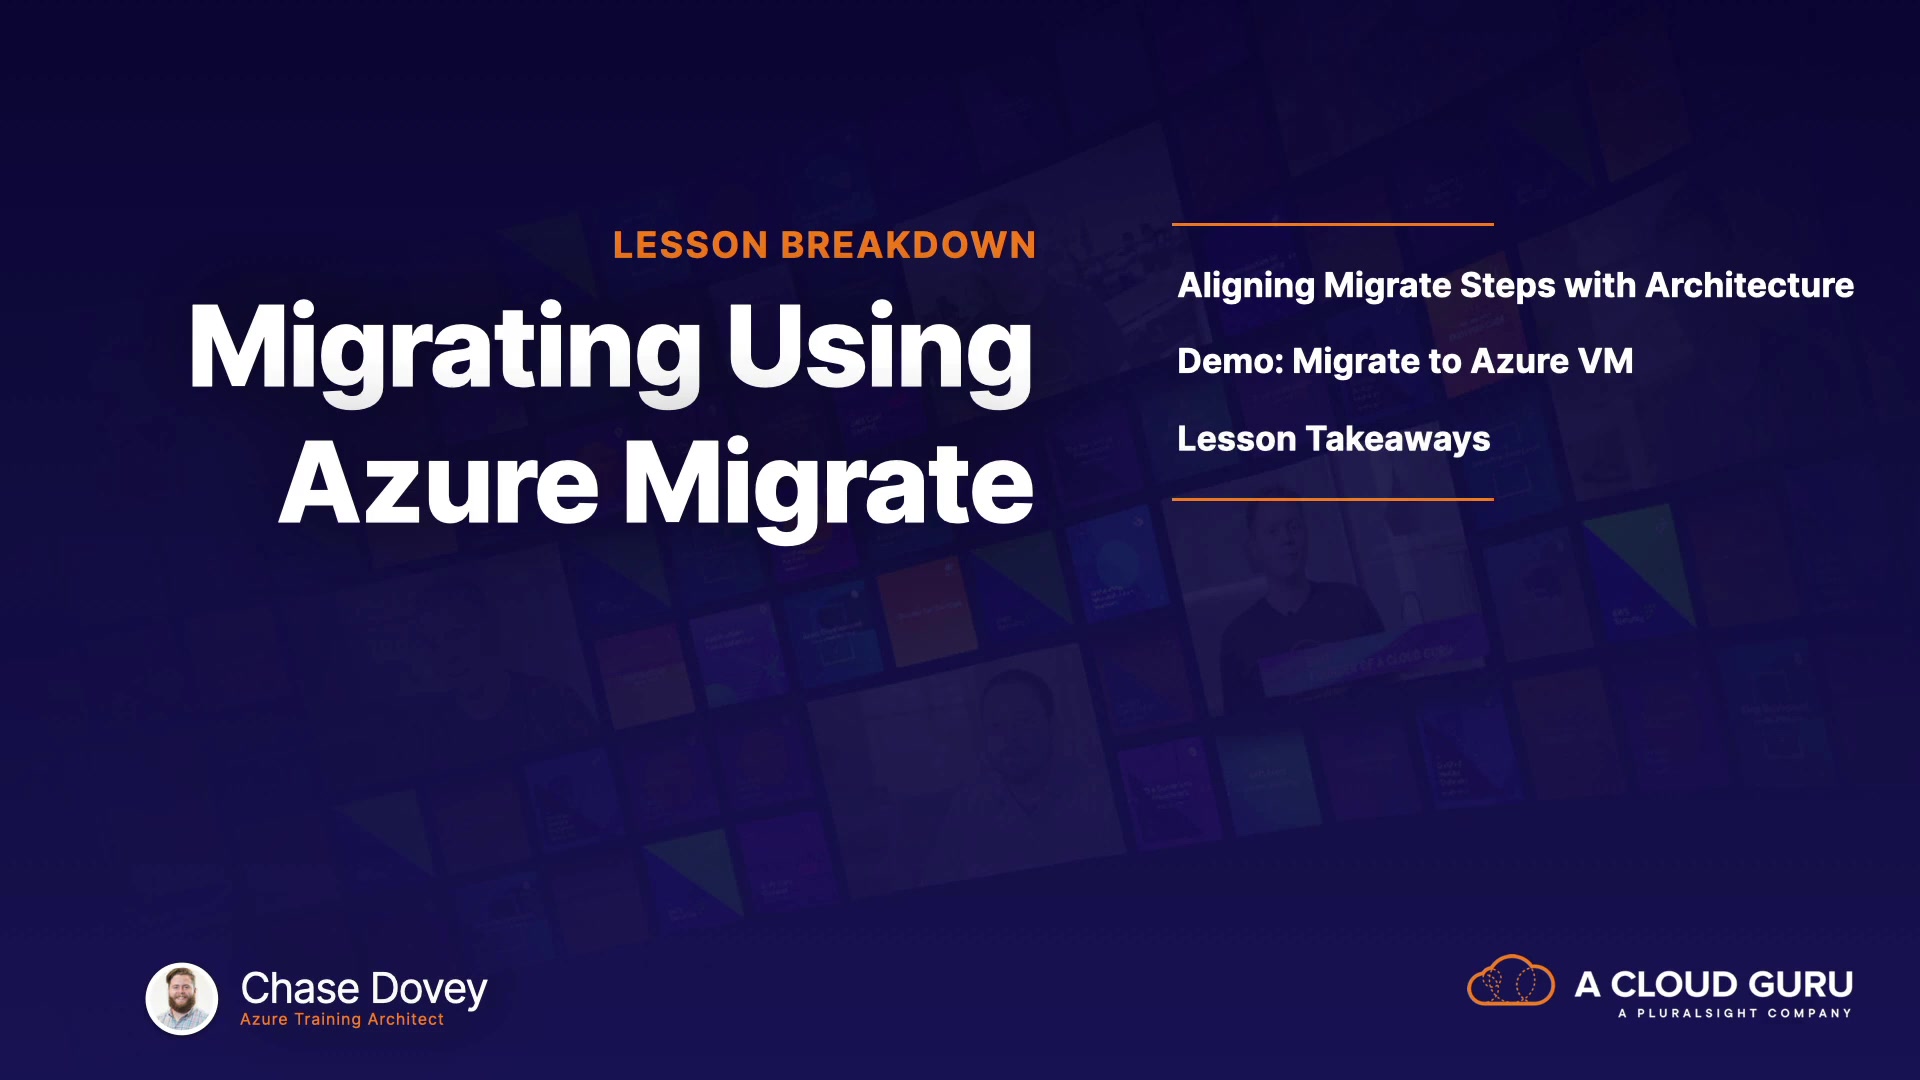 LESSON BREAKDOWN
Migrating Using
Azure Migrate
Aligning Migrate Steps with Architecture
Demo: Migrate to Azure VM
Lesson Takeaways
Chase Dovey
Azure Training Architect
A CLOUD GURU
A PLURALSIGHT COMPANY